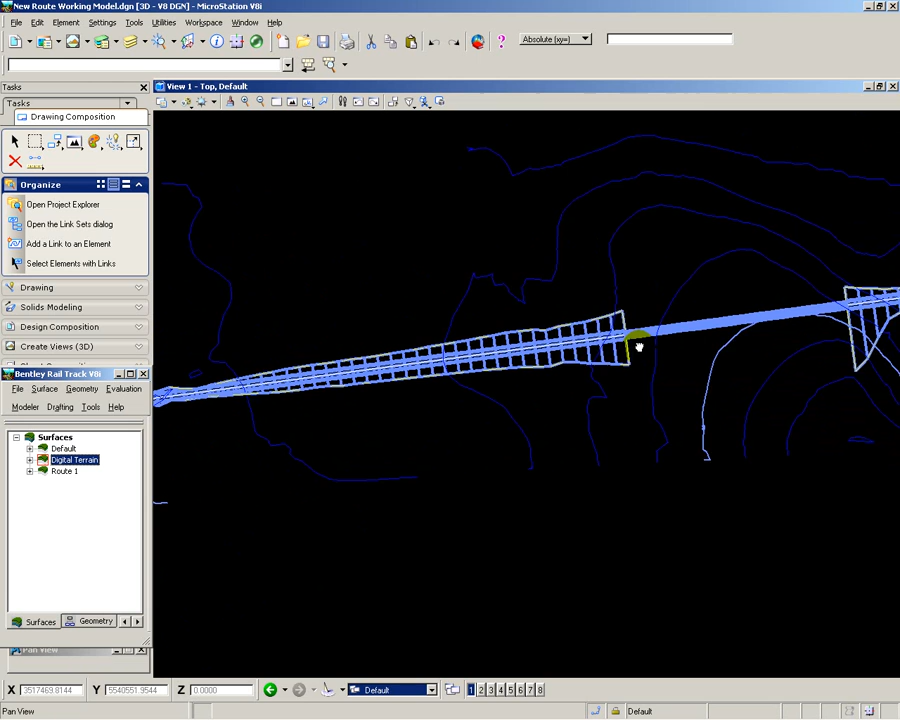 New Route Working Model.dgn [3D - V8 DGN] - MicroStation V8i
File Edit Element Settings Tools Utilities Workspace Window Help
Absolute (xy=)
Tasks
View 1 - Top, Default
Tasks
Drawing Composition
Organize
Open Project Explorer
Open the Link Sets dialog
Add a Link to an Element
Select Elements with Links
Drawing
Solids Modeling
Design Composition
Create Views (3D)
Bentley Rail Track V8i
File Surface Geometry Evaluation
Modeler Drafting Tools Help
Surfaces
Default
Digital Terrain
Route 1
Surfaces Geometry
Pan View
X 3517469.8144 Y 5540551.9544 Z 0.0000 Default 1 2 3 4 5 6 7 8
Pan View Default